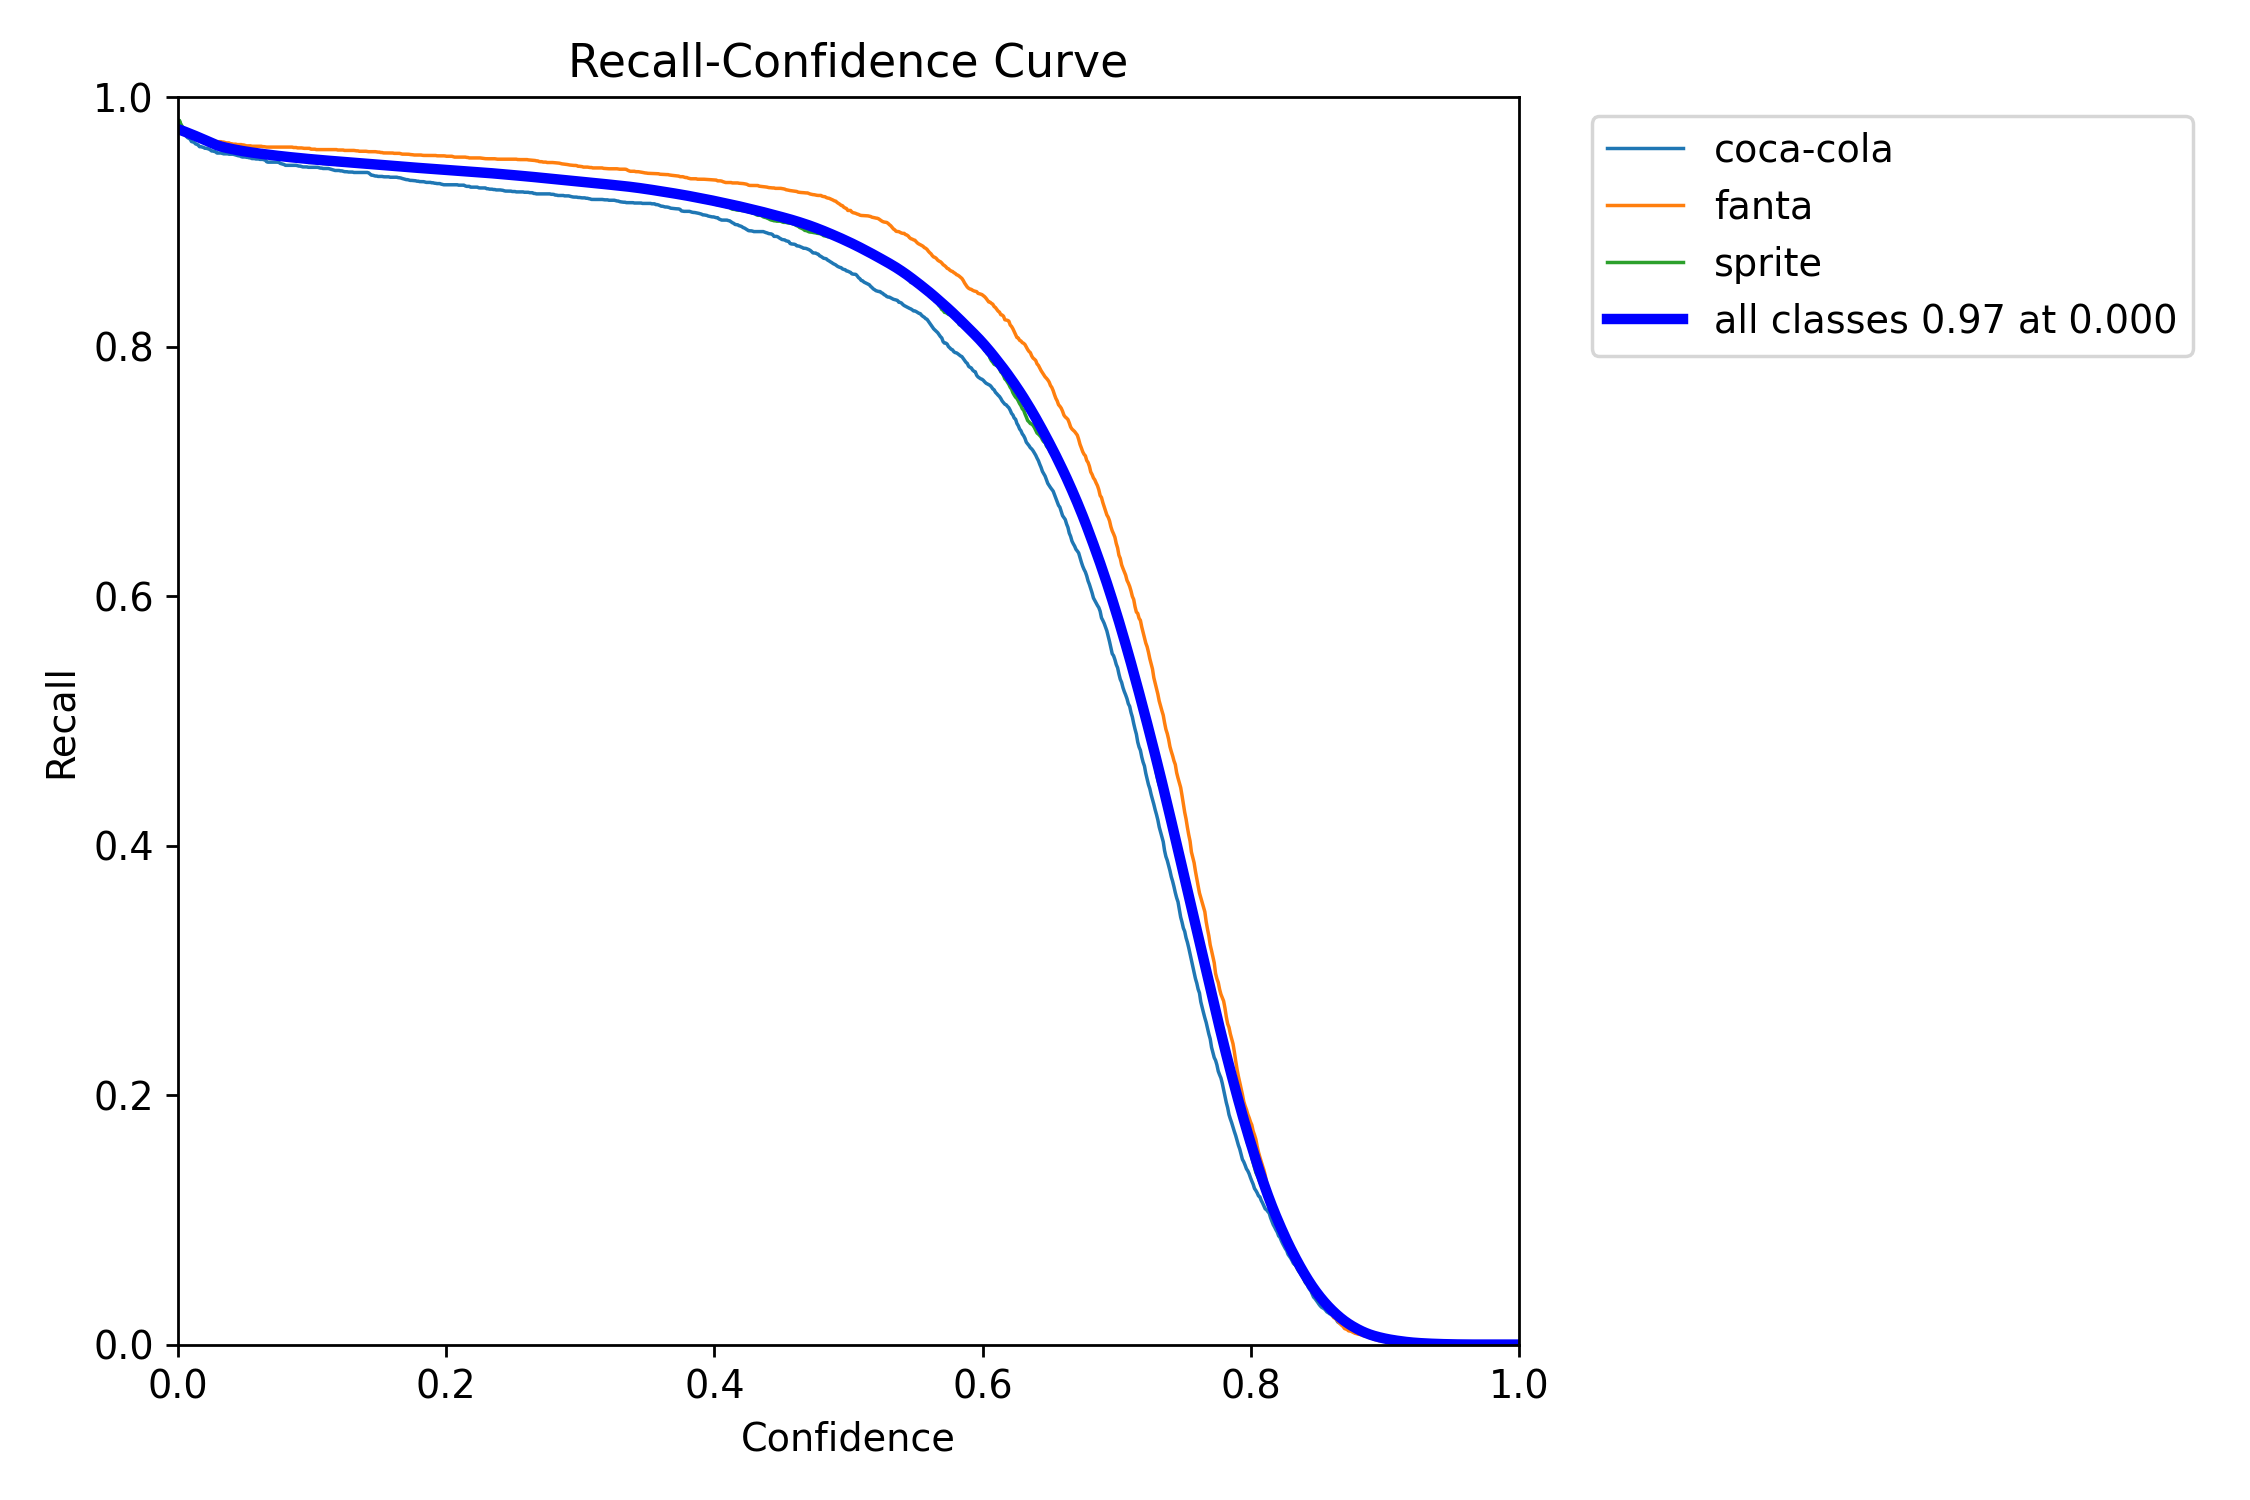 Recall-Confidence Curve
1.0
0.8
0.6
0.4
0.2
0.0
Recall
0.0 0.2 0.4 0.6 0.8 1.0
Confidence
coca-cola
fanta
sprite
all classes 0.97 at 0.000